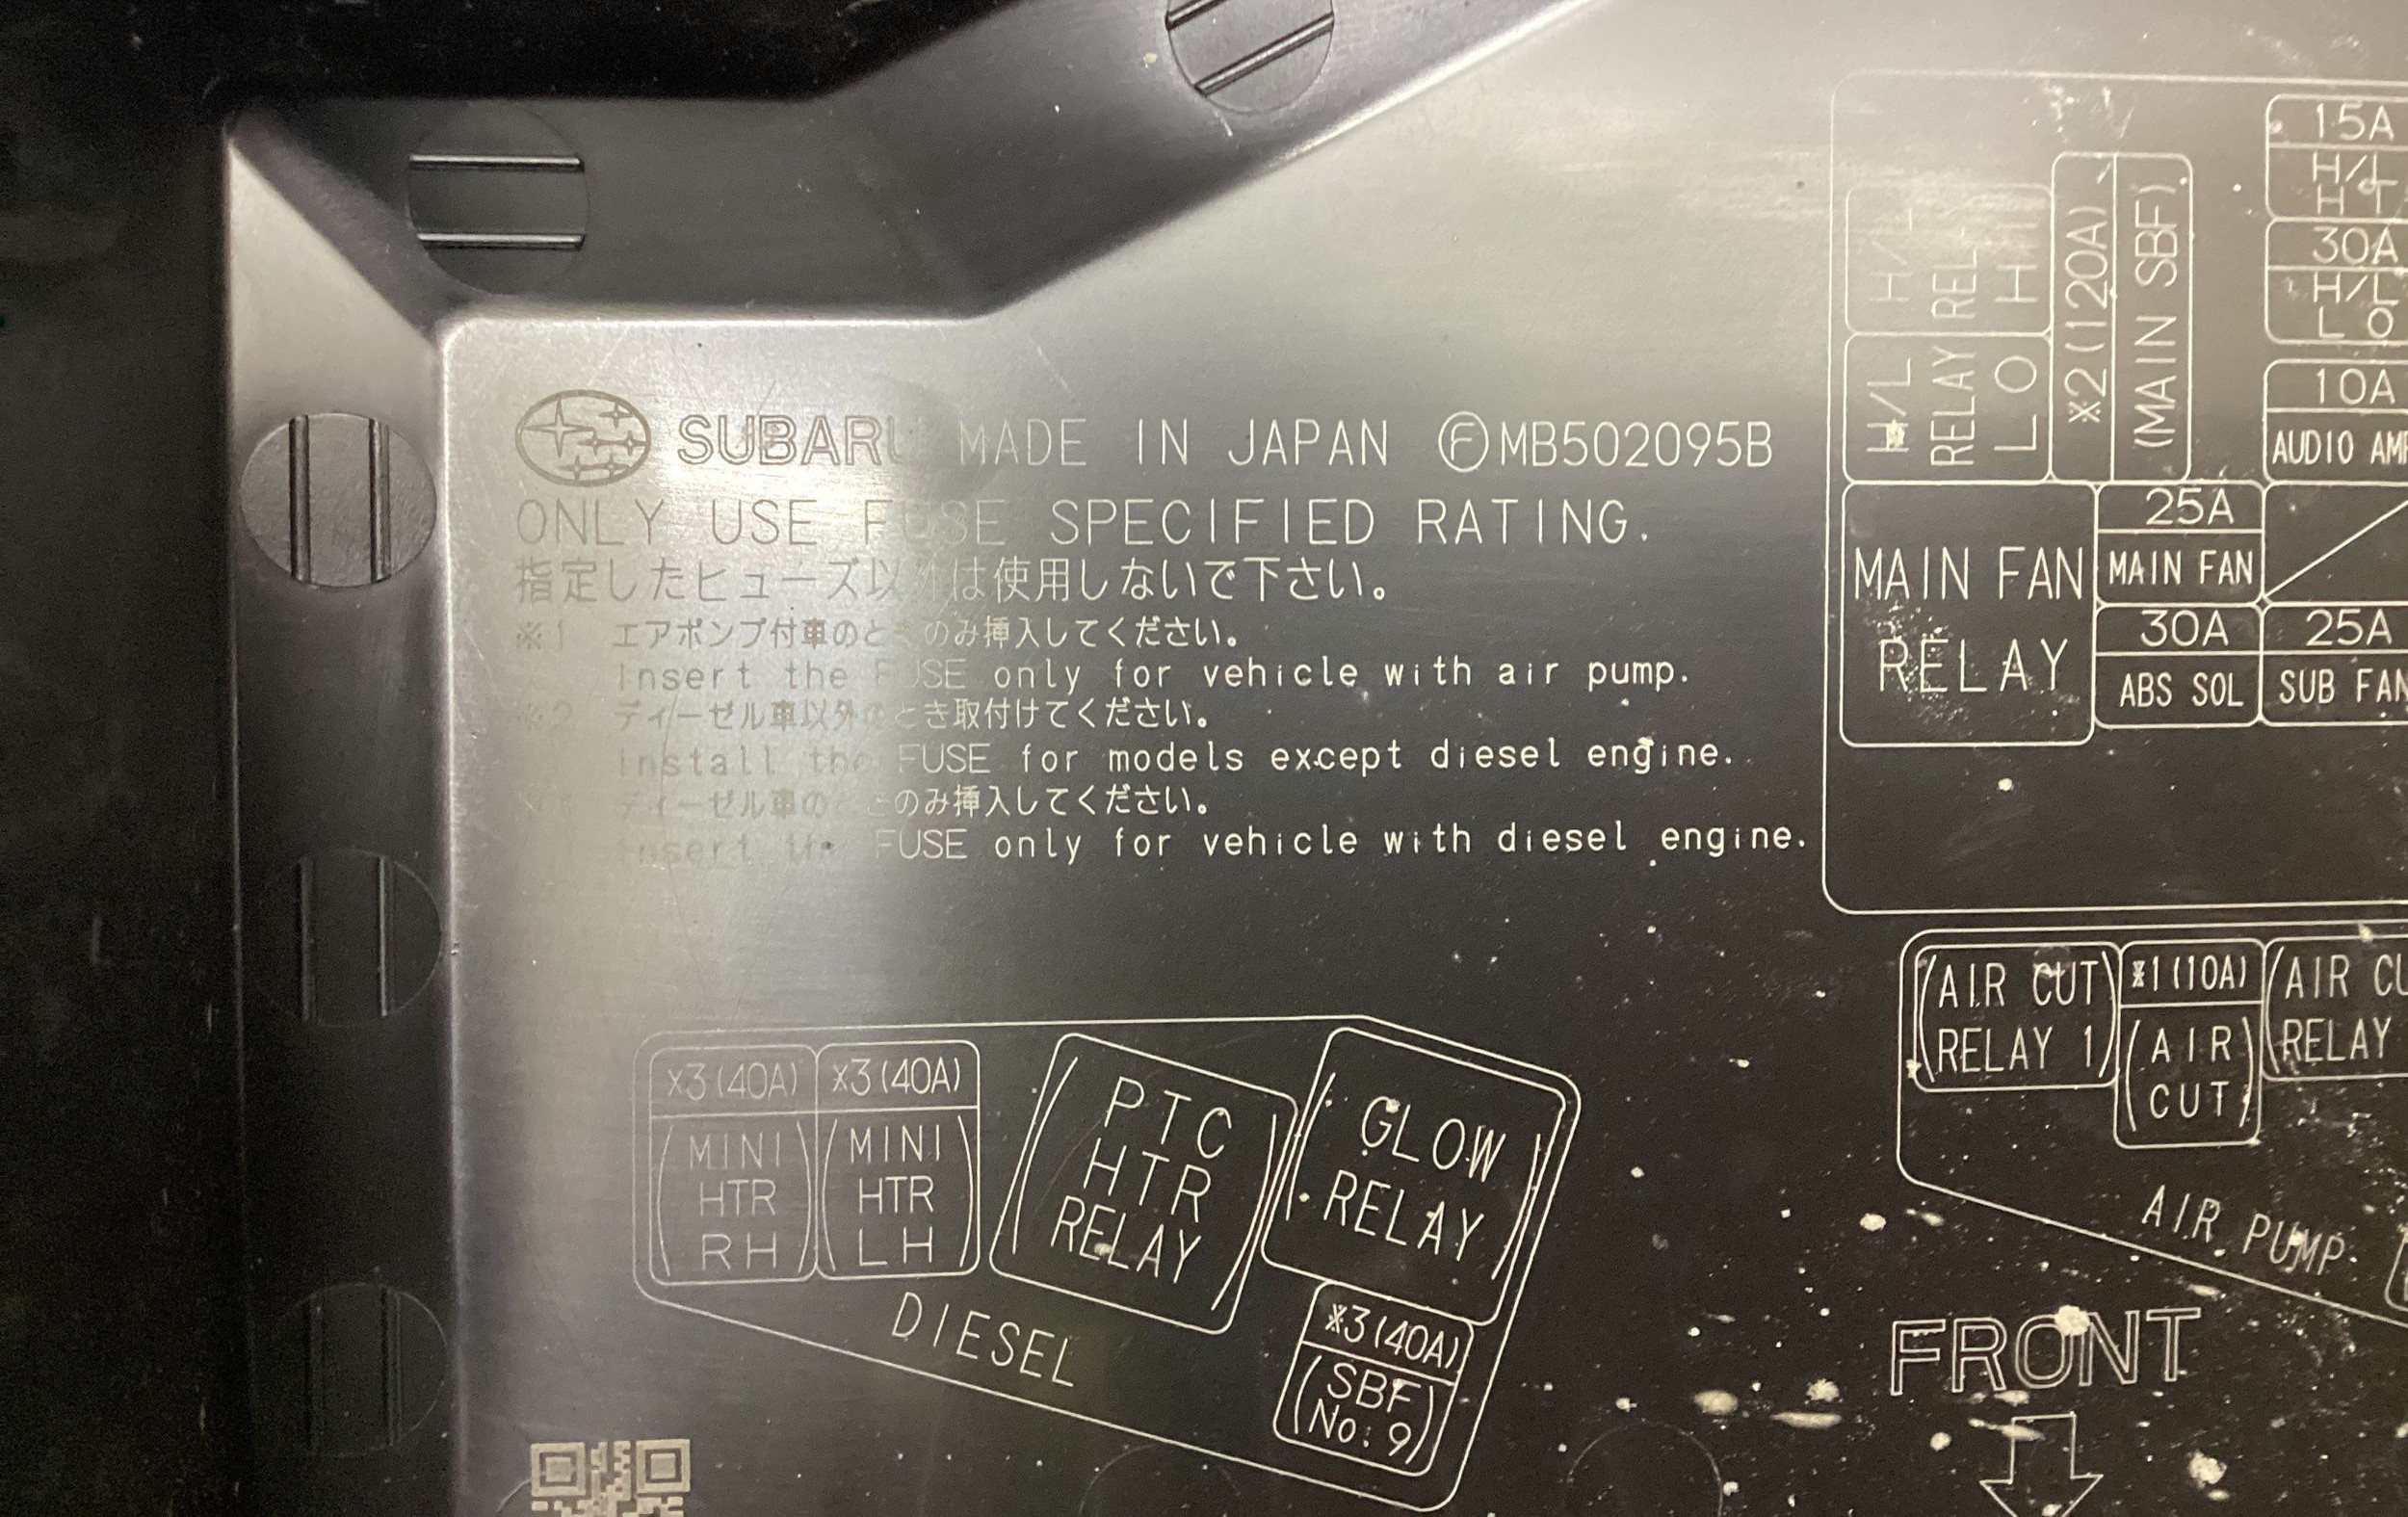 SUBARU MADE IN JAPAN ⒻMB502095B
ONLY USE FUSE SPECIFIED RATING.
指定したヒューズ以外は使用しないで下さい。
※1 エアポンプ付車のときのみ挿入してください。
Insert the FUSE only for vehicle with air pump.
※2 ディーゼル車以外のとき取付けてください。
Install the FUSE for models except diesel engine.
ディーゼル車のときのみ挿入してください。
Insert the FUSE only for vehicle with diesel engine.
H/L
RELAY
HI
H/L
RELAY
LO
※2(120A)
(MAIN SBF)
15A
H/L
30A
H/L
LO
10A
AUDIO
MAIN FAN
RELAY
25A
MAIN FAN
30A
ABS SOL
25A
SUB FAN
(AIR CUT
RELAY 1)
※1(10A)
(AIR
CUT)
(AIR
RELAY
AIR PUMP
※3(40A)
(MINI
HTR
RH)
※3(40A)
(MINI
HTR
LH)
(PTC
HTR
RELAY)
(GLOW
RELAY)
※3(40A)
(SBF
No:9)
DIESEL
FRONT